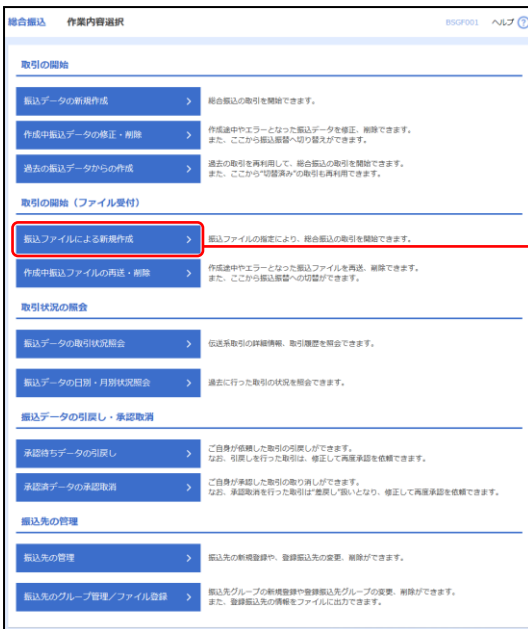 総合振込 作業内容選択 BSGF001 ヘルプ ?
取引の開始
振込データの新規作成 > 総合振込の取引を開始できます。
作成中振込データの修正・削除 > 作成途中やエラーとなった振込データを修正、削除できます。
また、ここから振込振替へ切り替えができます。
過去の振込データからの作成 > 過去の取引を再利用して、総合振込の取引を開始できます。
また、ここから"切替済み"の取引も再利用できます。
取引の開始（ファイル受付）
振込ファイルによる新規作成 > 振込ファイルの指定により、総合振込の取引を開始できます。
作成中振込ファイルの再送・削除 > 作成途中やエラーとなった振込ファイルを再送、削除できます。
また、ここから振込振替への切替ができます。
取引状況の照会
振込データの取引状況照会 > 伝送系取引の詳細情報、取引履歴を照会できます。
振込データの日別・月別状況照会 > 過去に行った取引の状況を照会できます。
振込データの引戻し・承認取消
承認待ちデータの引戻し > ご自身が依頼した取引の引戻しができます。
なお、引戻しを行った取引は、修正して再度承認を依頼できます。
承認済データの承認取消 > ご自身が承認した取引の取り消しができます。
なお、承認取消を行った取引は"差戻し"扱いとなり、修正して再度承認を依頼できます。
振込先の管理
振込先の管理 > 振込先の新規登録や、登録振込先の変更、削除ができます。
振込先のグループ管理／ファイル登録 > 振込先グループの新規登録や登録振込先グループの変更、削除ができます。
また、登録振込先の情報をファイルに出力できます。